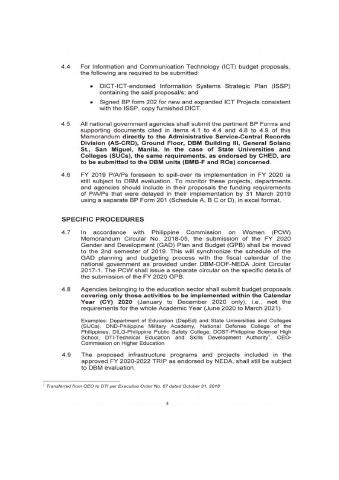 4.4 For Information and Communication Technology (ICT) budget proposals,
the following are required to be submitted:
• DICT-ICT-endorsed Information Systems Strategic Plan (ISSP)
containing the said proposal/s; and
• Signed BP form 202 for new and expanded ICT Projects consistent
with the ISSP, copy furnished DICT.
4.5 All national government agencies shall submit the pertinent BP Forms and
supporting documents cited in items 4.1 to 4.4 and 4.8 to 4.9 of this
Memorandum directly to the Administrative Service-Central Records
Division (AS-CRD), Ground Floor, DBM Building III, General Solano
St., San Miguel, Manila. In the case of State Universities and
Colleges (SUCs), the same requirements, as endorsed by CHED, are
to be submitted to the DBM units (BMB-F and ROs) concerned.
4.6 FY 2019 P/A/Ps foreseen to spill-over its implementation in FY 2020 is
still subject to DBM evaluation. To monitor these projects, departments
and agencies should include in their proposals the funding requirements
of P/A/Ps that were delayed in their implementation by 31 March 2019
using a separate BP Form 201 (Schedule A, B C or D), in excel format.
SPECIFIC PROCEDURES
4.7 In accordance with Philippine Commission on Women (PCW)
Memorandum Circular No. 2018-05, the submission of the FY 2020
Gender and Development (GAD) Plan and Budget (GPB) shall be moved
to the 2nd semester of 2019. This will synchronize the schedule of the
GAD planning and budgeting process with the fiscal calendar of the
national government as provided under DBM-DOF-NEDA Joint Circular
2017-1. The PCW shall issue a separate circular on the specific details of
the submission of the FY 2020 GPB.
4.8 Agencies belonging to the education sector shall submit budget proposals
covering only those activities to be implemented within the Calendar
Year (CY) 2020 (January to December 2020 only), i.e., not the
requirements for the whole Academic Year (June 2020 to March 2021).
Examples: Department of Education (DepEd) and State Universities and Colleges
(SUCs), DND-Philippine Military Academy, National Defense College of the
Philippines, DILG-Philippine Public Safety College, DOST-Philippine Science High
School, DTI-Technical Education and Skills Development Authority¹, OEO-
Commission on Higher Education
4.9 The proposed infrastructure programs and projects included in the
approved FY 2020-2022 TRIP as endorsed by NEDA, shall still be subject
to DBM evaluation.
¹ Transferred from OEO to DTI per Executive Order No. 67 dated October 31, 2018
4